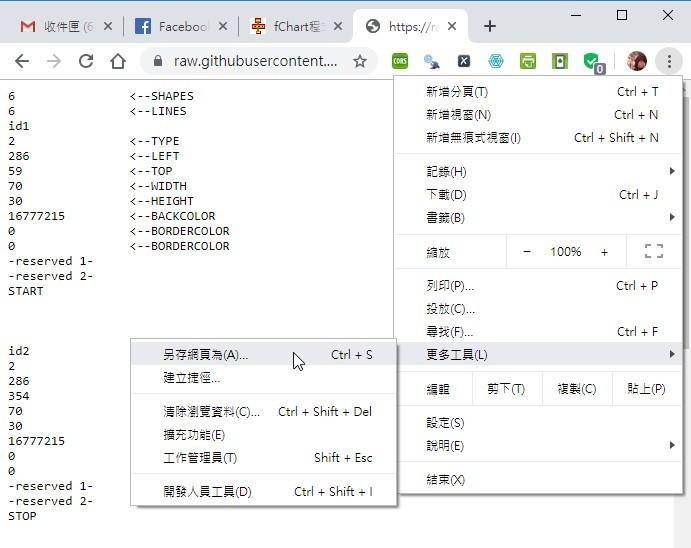 收件匣 (6
Facebook
fChart程
https://ra
raw.githubusercontent....
CORS
0
6 <--SHAPES
6 <--LINES
id1
2 <--TYPE
286 <--LEFT
59 <--TOP
70 <--WIDTH
30 <--HEIGHT
16777215 <--BACKCOLOR
0 <--BORDERCOLOR
0 <--BORDERCOLOR
-reserved 1-
-reserved 2-
START
id2
2
286
354
70
30
16777215
0
0
-reserved 1-
-reserved 2-
STOP
新增分頁(T) Ctrl + T
新增視窗(N) Ctrl + N
新增無痕式視窗(I) Ctrl + Shift + N
記錄(H)
下載(D) Ctrl + J
書籤(B)
縮放 − 100% +
列印(P)... Ctrl + P
投放(C)...
尋找(F)... Ctrl + F
更多工具(L)
編輯 剪下(T) 複製(C) 貼上(P)
設定(S)
說明(E)
結束(X)
另存網頁為(A)... Ctrl + S
建立捷徑...
清除瀏覽資料(C)... Ctrl + Shift + Del
擴充功能(E)
工作管理員(T) Shift + Esc
開發人員工具(D) Ctrl + Shift + I